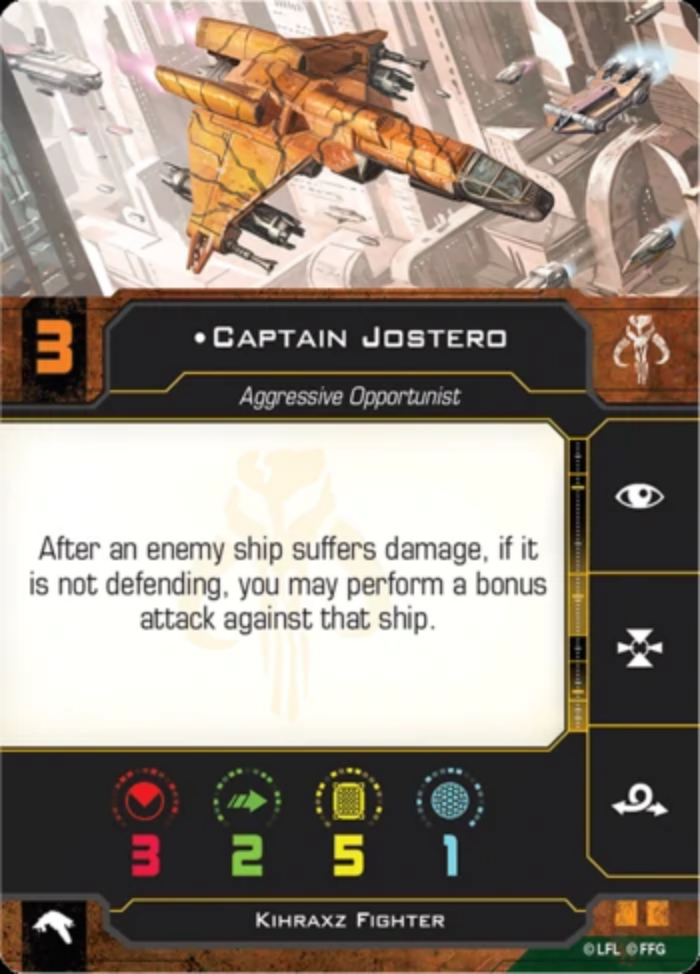 3
•Captain Jostero
Aggressive Opportunist
After an enemy ship suffers damage, if it
is not defending, you may perform a bonus
attack against that ship.
3 2 5 1
Kihraxz Fighter
©LFL ©FFG